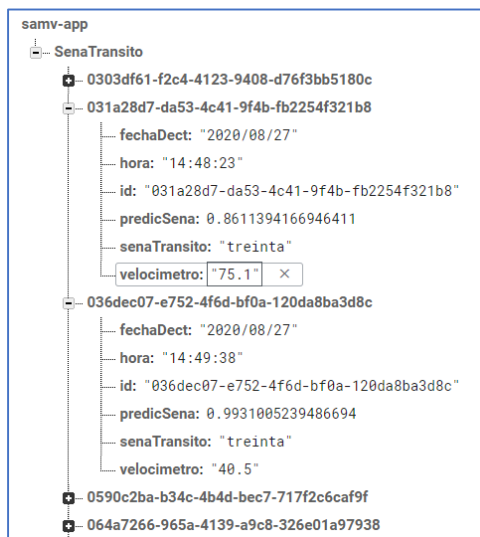 samv-app
SenaTransito
0303df61-f2c4-4123-9408-d76f3bb5180c
031a28d7-da53-4c41-9f4b-fb2254f321b8
fechaDect: "2020/08/27"
hora: "14:48:23"
id: "031a28d7-da53-4c41-9f4b-fb2254f321b8"
predicSena: 0.8611394166946411
senaTransito: "treinta"
velocimetro: "75.1" ×
036dec07-e752-4f6d-bf0a-120da8ba3d8c
fechaDect: "2020/08/27"
hora: "14:49:38"
id: "036dec07-e752-4f6d-bf0a-120da8ba3d8c"
predicSena: 0.9931005239486694
senaTransito: "treinta"
velocimetro: "40.5"
0590c2ba-b34c-4b4d-bec7-717f2c6caf9f
064a7266-965a-4139-a9c8-326e01a97938